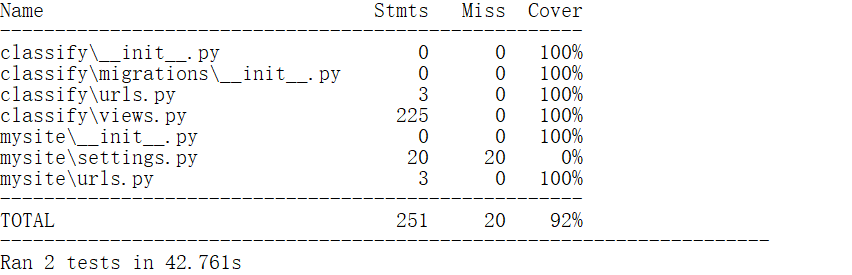 Name Stmts Miss Cover
-----------------------------------------------------
classify\__init__.py 0 0 100%
classify\migrations\__init__.py 0 0 100%
classify\urls.py 3 0 100%
classify\views.py 225 0 100%
mysite\__init__.py 0 0 100%
mysite\settings.py 20 20 0%
mysite\urls.py 3 0 100%
-----------------------------------------------------
TOTAL 251 20 92%
----------------------------------------------------------------------
Ran 2 tests in 42.761s